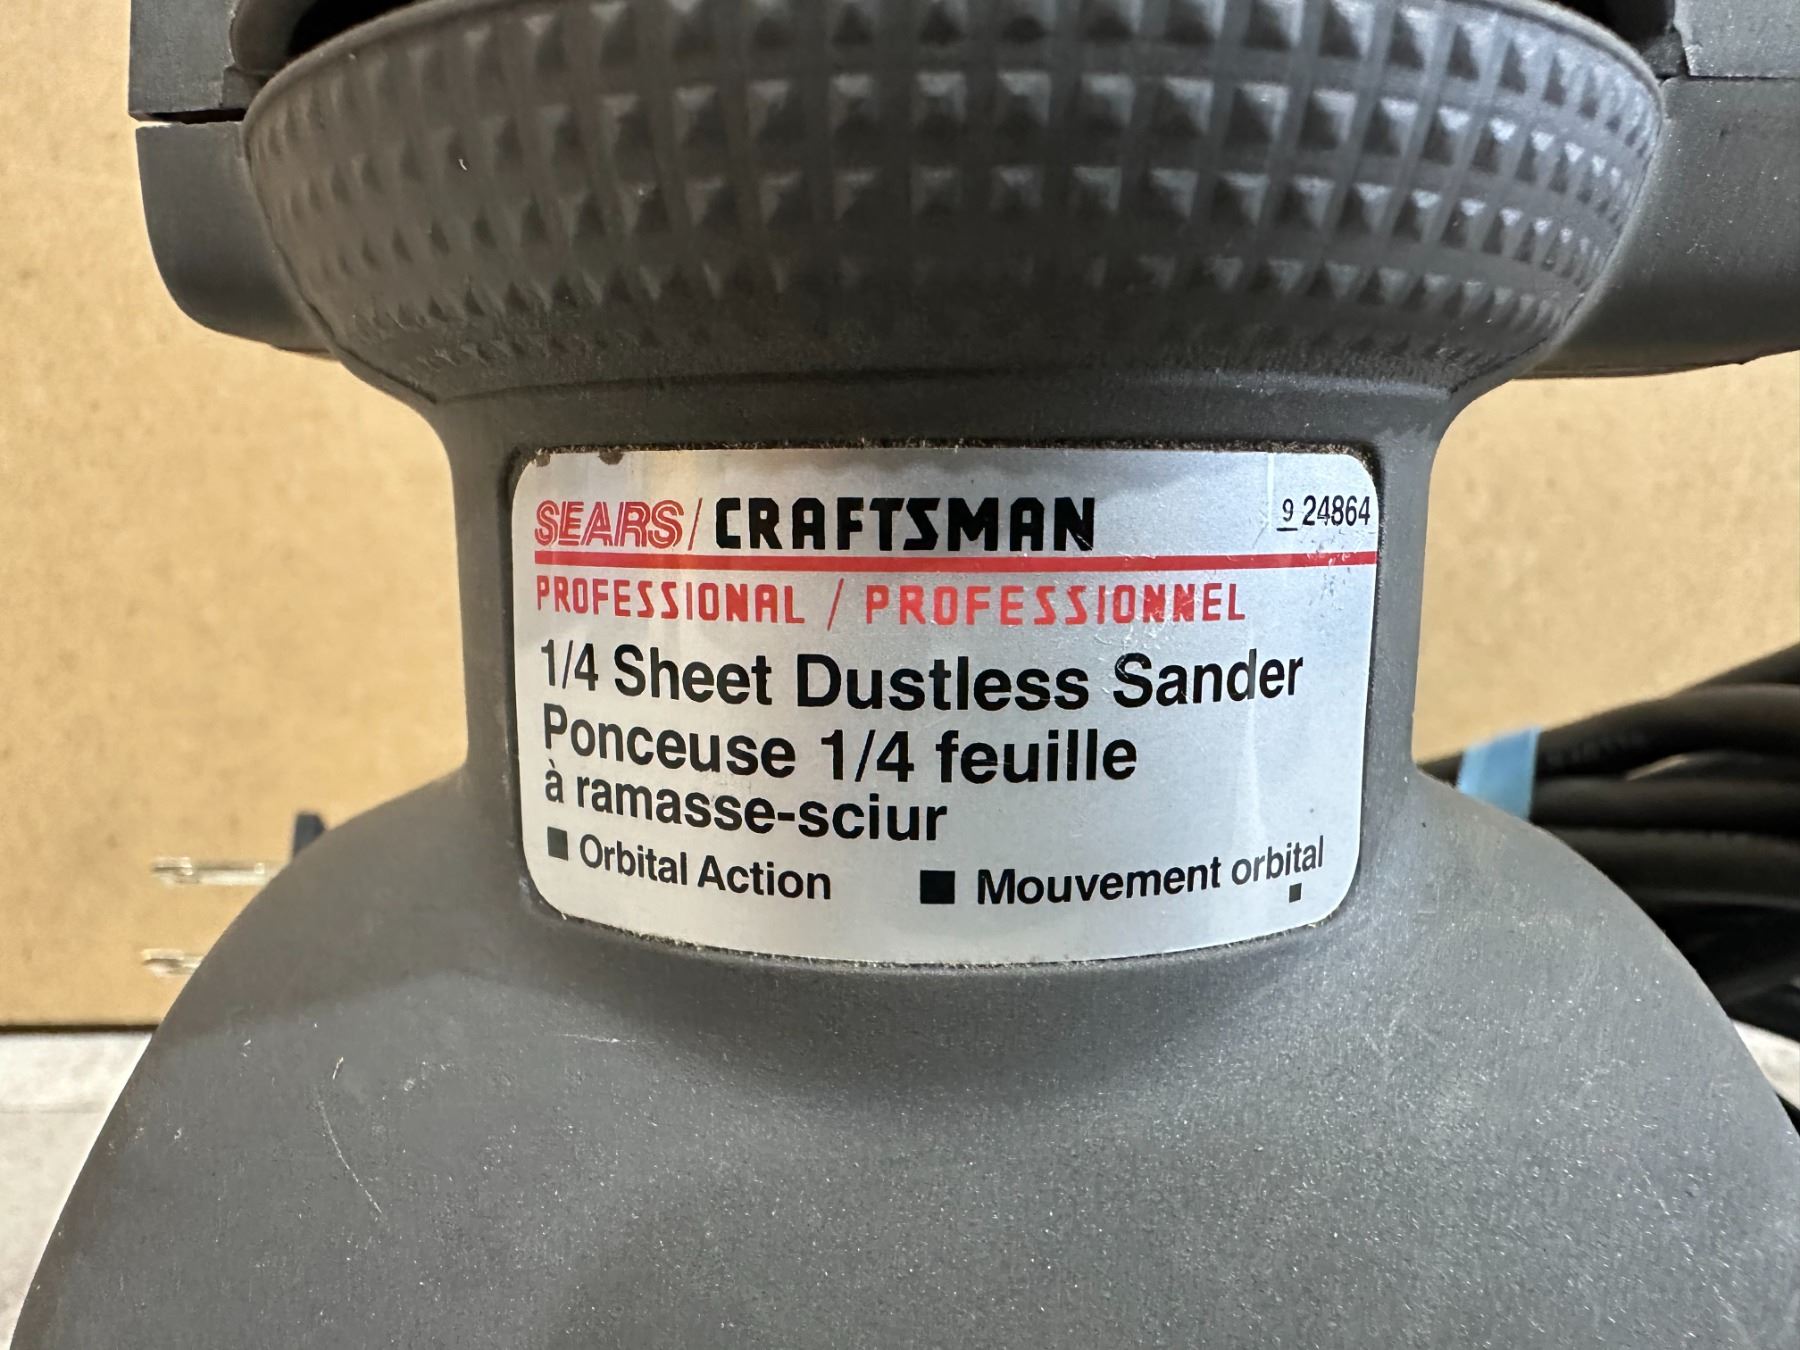 SEARS / CRAFTSMAN 9 24864
PROFESSIONAL / PROFESSIONNEL
1/4 Sheet Dustless Sander
Ponceuse 1/4 feuille
à ramasse-sciur
■ Orbital Action ■ Mouvement orbital